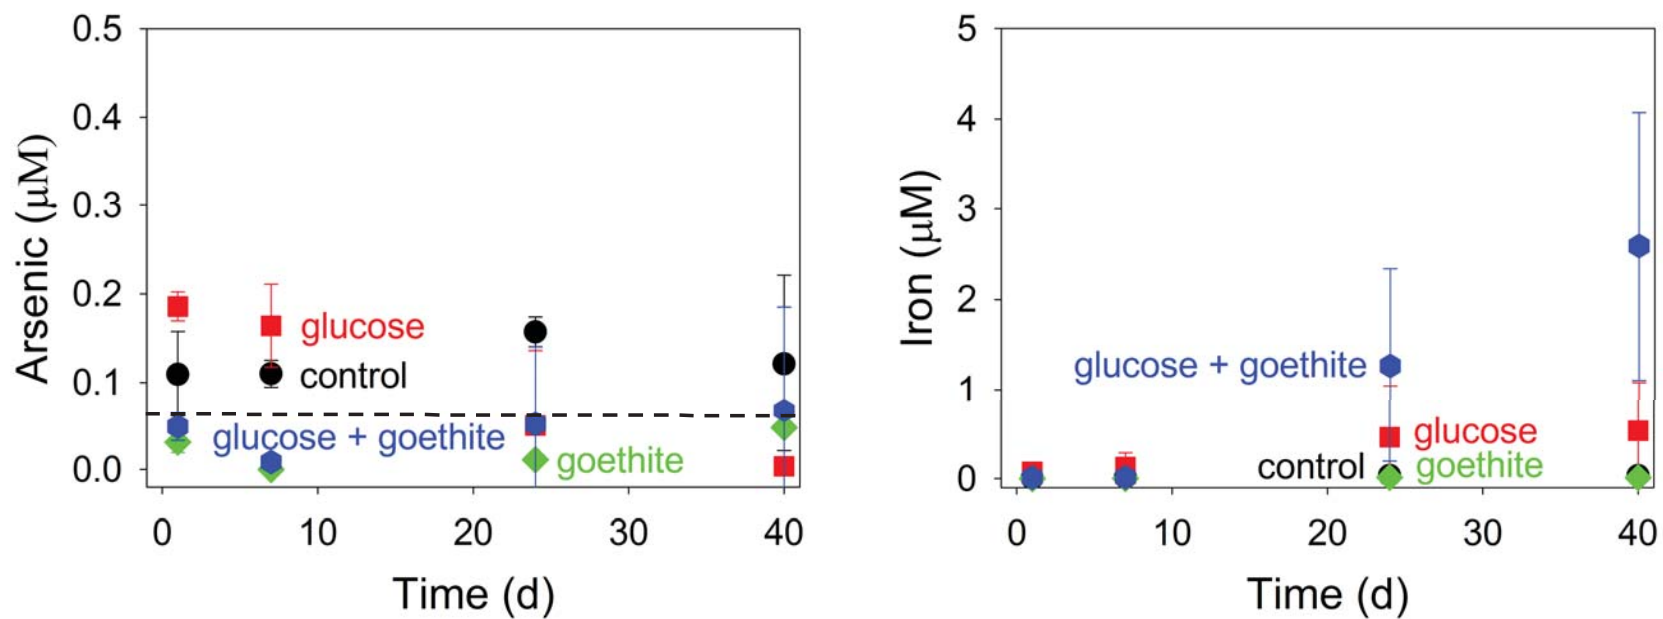 0.5
0.4
0.3
0.2
0.1
0.0
Arsenic (μM)
glucose
control
glucose + goethite
goethite
0 10 20 30 40
Time (d)
5
4
3
2
1
0
Iron (μM)
glucose + goethite
glucose
control
goethite
0 10 20 30 40
Time (d)